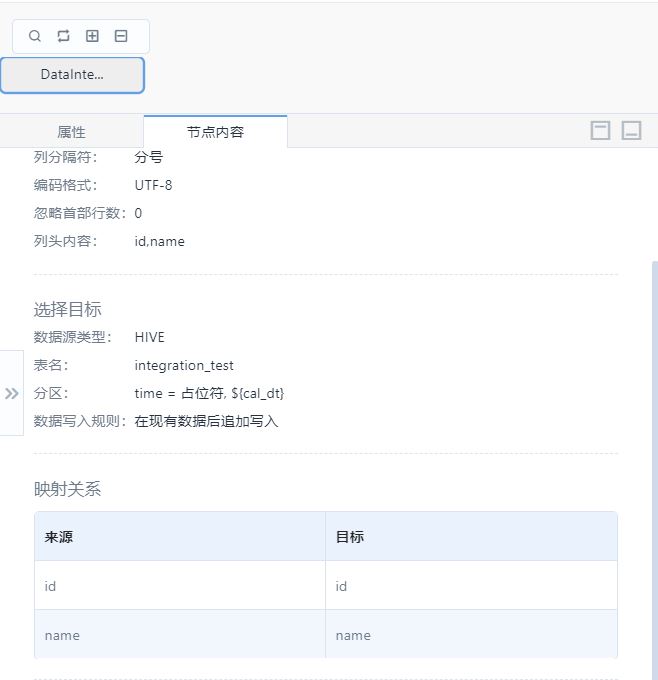 DataInte...
属性 节点内容
列分隔符： 分号
编码格式： UTF-8
忽略首部行数： 0
列头内容： id,name
选择目标
数据源类型： HIVE
表名： integration_test
分区： time = 占位符, ${cal_dt}
数据写入规则： 在现有数据后追加写入
映射关系
来源 目标
id id
name name